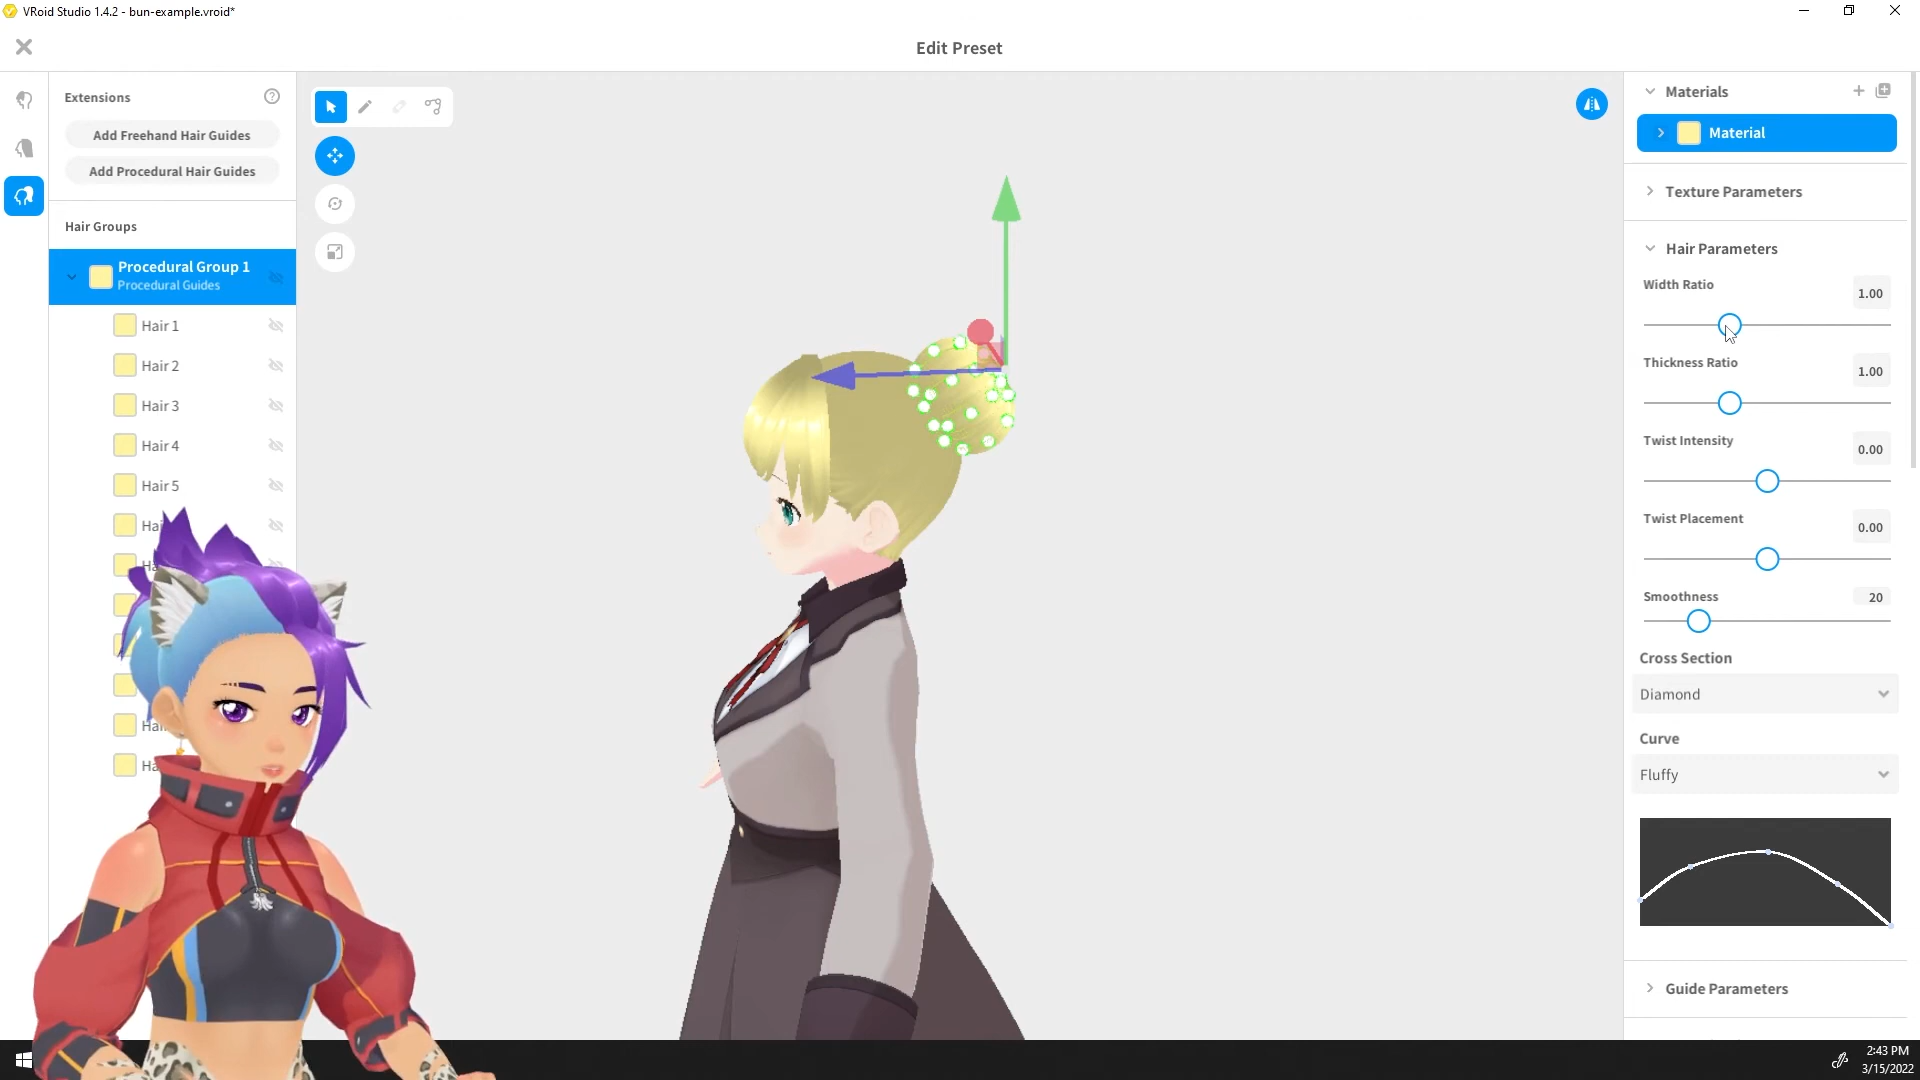 VRoid Studio 1.4.2 - bun-example.vroid*
Edit Preset
Extensions
Add Freehand Hair Guides
Add Procedural Hair Guides
Hair Groups
Procedural Group 1
Procedural Guides
Hair 1
Hair 2
Hair 3
Hair 4
Hair 5
Materials
Material
Texture Parameters
Hair Parameters
Width Ratio
1.00
Thickness Ratio
1.00
Twist Intensity
0.00
Twist Placement
0.00
Smoothness
20
Cross Section
Diamond
Curve
Fluffy
Guide Parameters
2:43 PM
3/15/2022